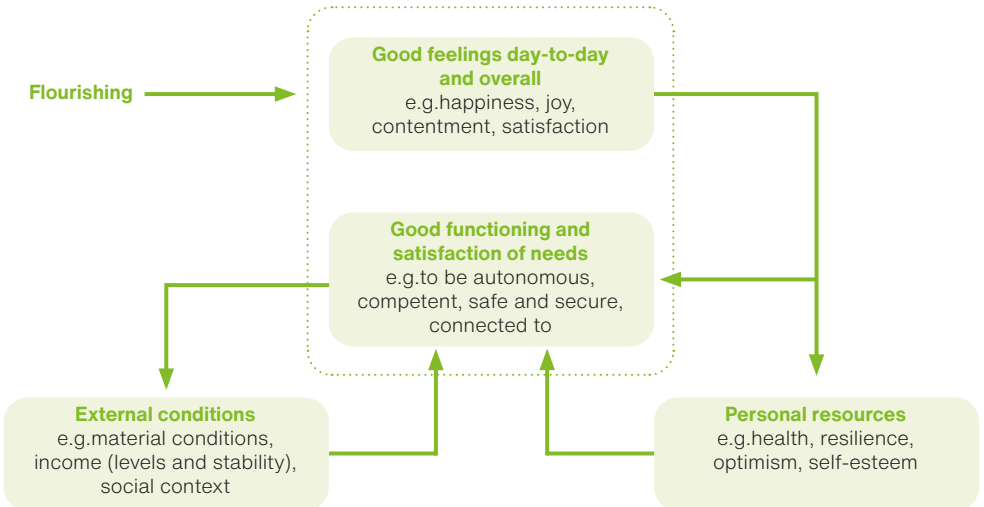 Flourishing
Good feelings day-to-day
and overall
e.g.happiness, joy,
contentment, satisfaction
Good functioning and
satisfaction of needs
e.g.to be autonomous,
competent, safe and secure,
connected to
External conditions
e.g.material conditions,
income (levels and stability),
social context
Personal resources
e.g.health, resilience,
optimism, self-esteem